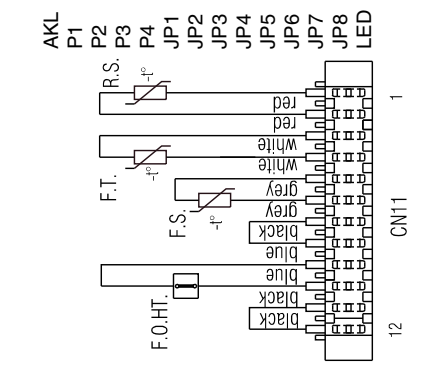 AKL
P1
P2
P3
P4
JP1
JP2
JP3
JP4
JP5
JP6
JP7
JP8
LED
R.S.
-t°
red
red
1
white
white
F.T.
-t°
grey
grey
F.S.
-t°
CN11
black
blue
blue
black
black
F.O.HT.
12